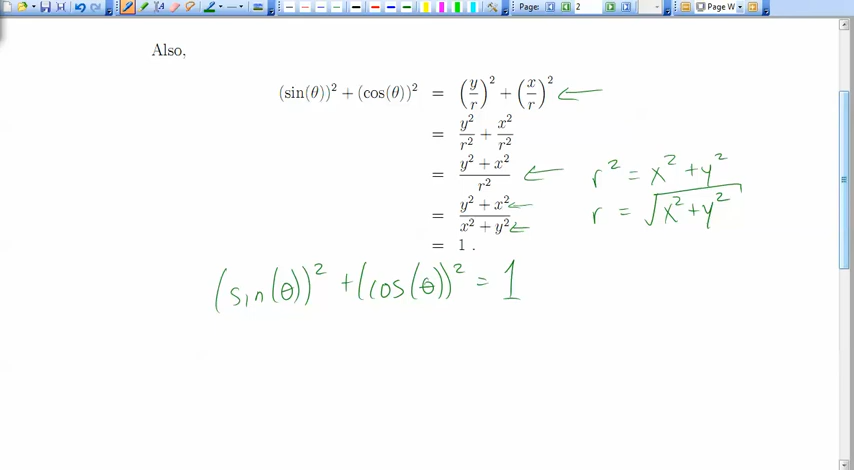 Page: 2 Page W
Also,
(sin(θ))² + (cos(θ))² = (y/r)² + (x/r)²
= y²/r² + x²/r²
= (y² + x²)/r²
r² = x² + y²
= (y² + x²)/(x² + y²)
r = √(x² + y²)
= 1 .
(sin(θ))² + (cos(θ))² = 1